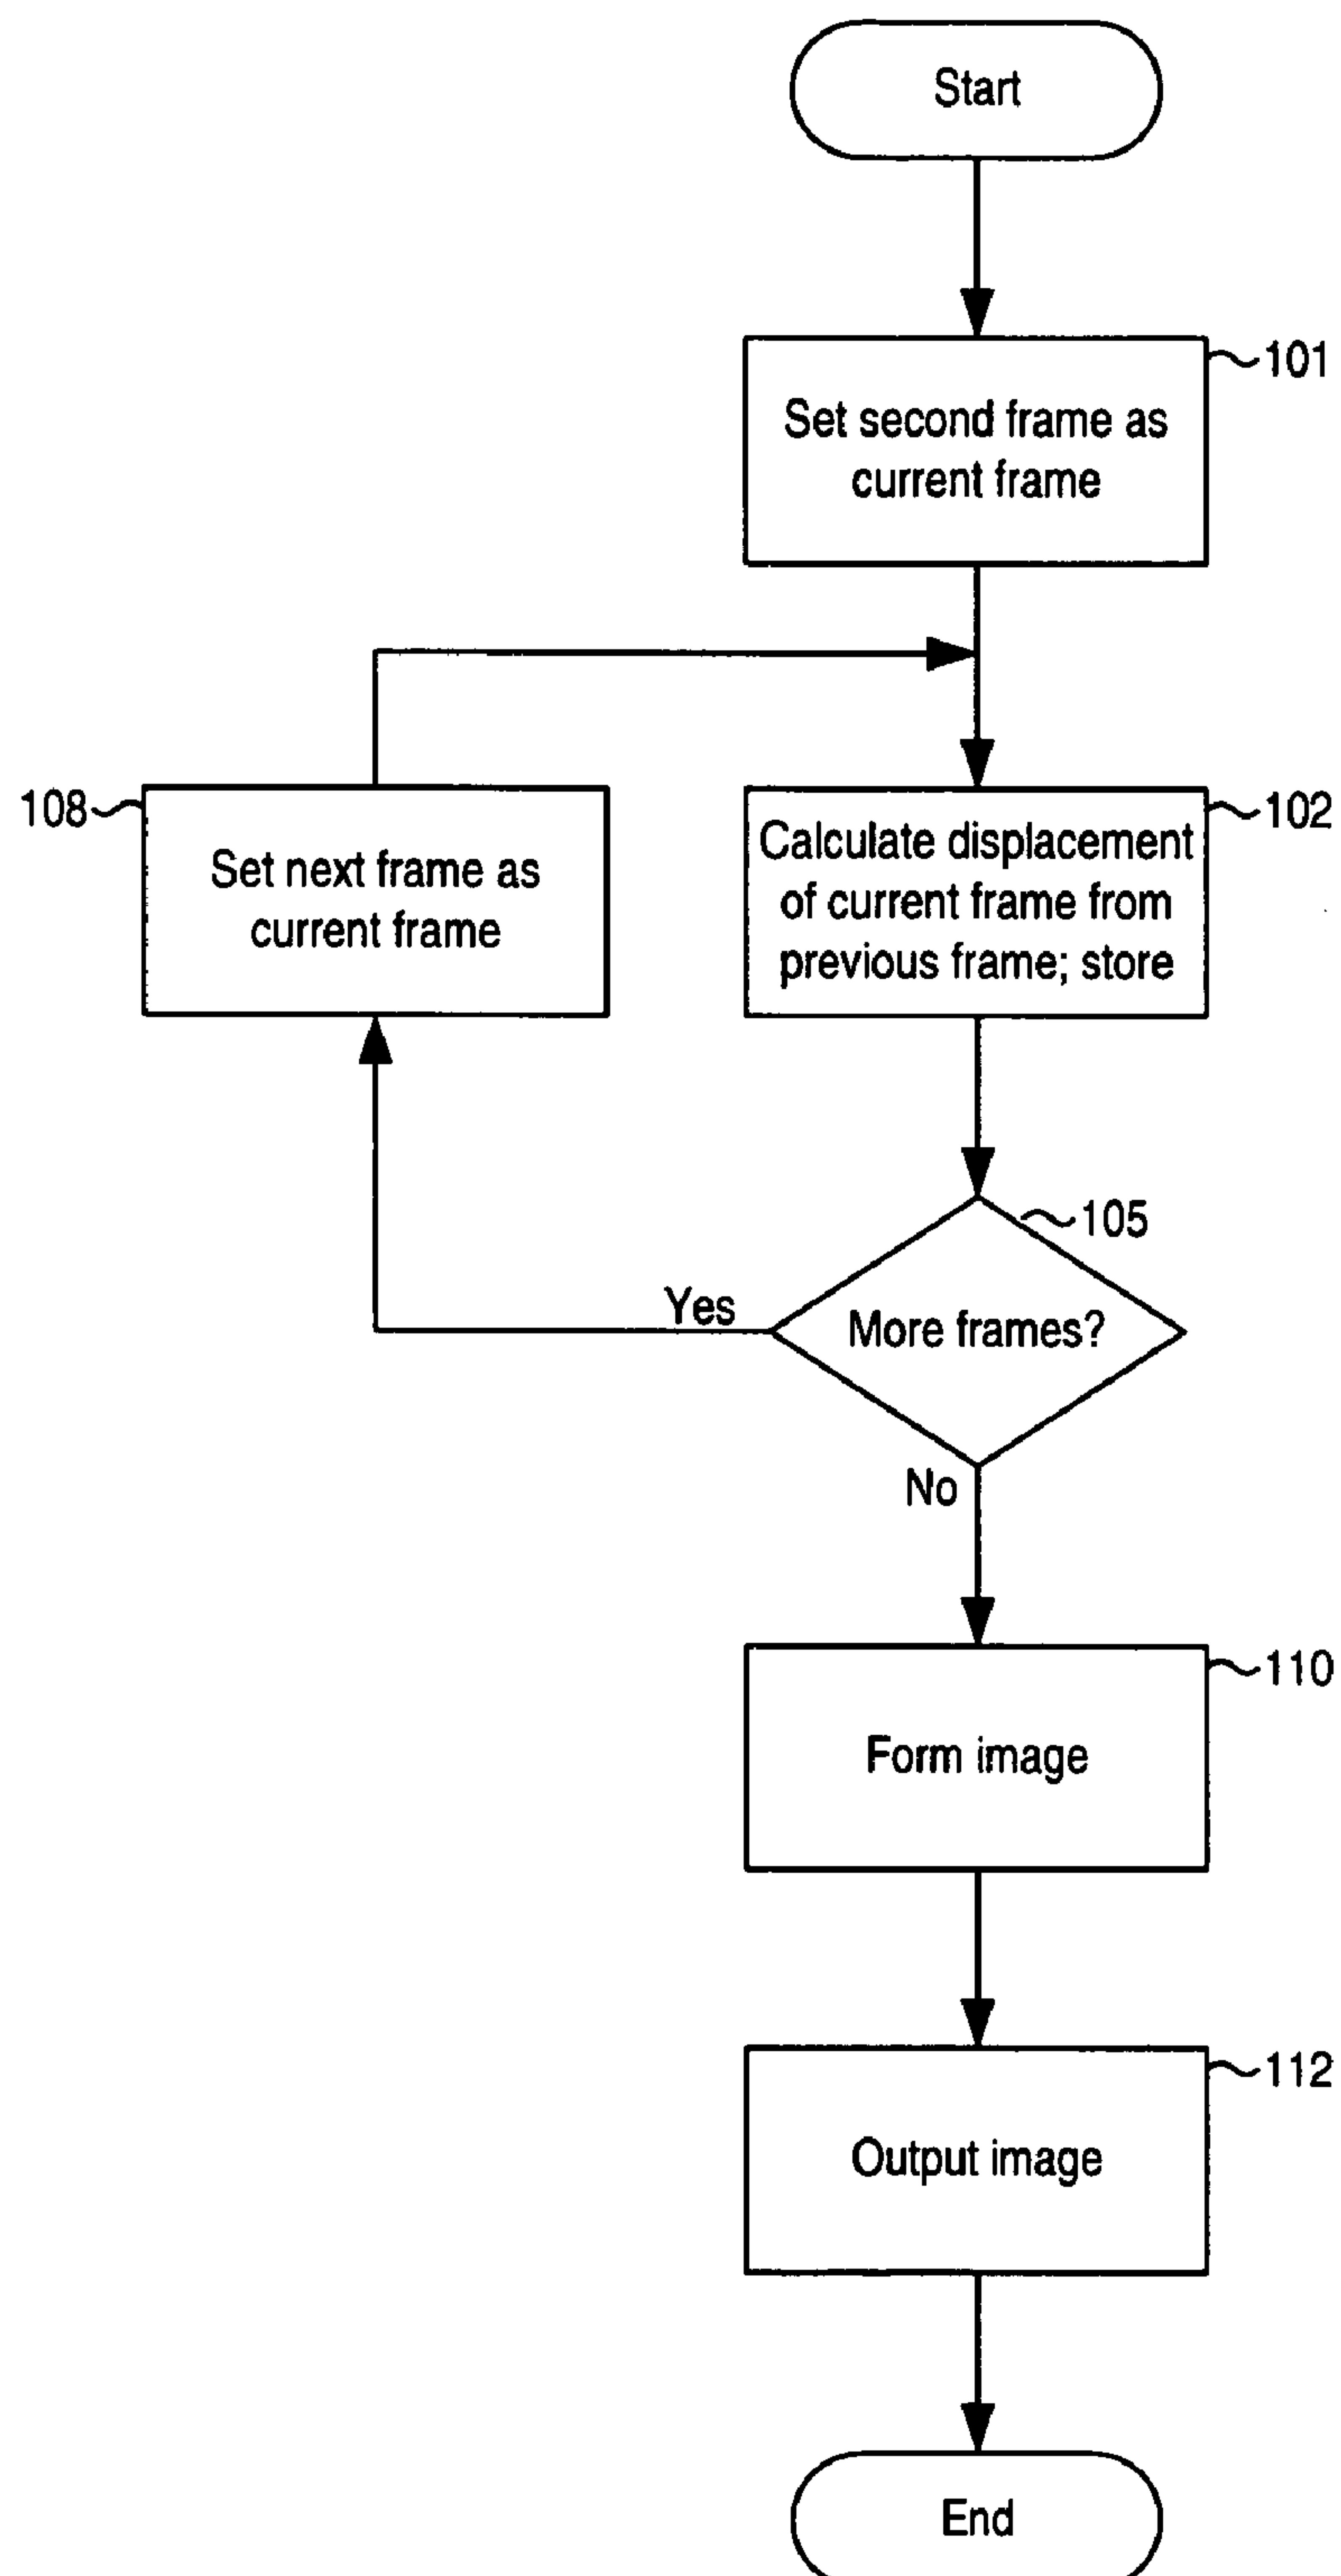 Start
101
Set second frame as
current frame
108
Set next frame as
current frame
102
Calculate displacement
of current frame from
previous frame; store
105
Yes
More frames?
No
110
Form image
112
Output image
End